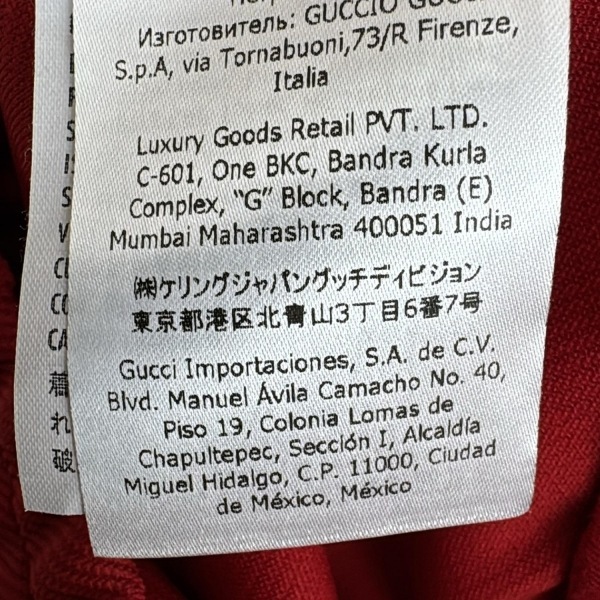 Изготовитель: GUCCIO
S.p.A, via Tornabuoni,73/R Firenze,
Italia
Luxury Goods Retail PVT. LTD.
C-601, One BKC, Bandra Kurla
Complex, "G" Block, Bandra (E)
Mumbai Maharashtra 400051 India
㈱ケリングジャパングッチディビジョン
東京都港区北青山3丁目6番7号
Gucci Importaciones, S.A. de C.V.
Blvd. Manuel Ávila Camacho No. 40,
Piso 19, Colonia Lomas de
Chapultepec, Sección I, Alcaldía
Miguel Hidalgo, C.P. 11000, Ciudad
de México, México